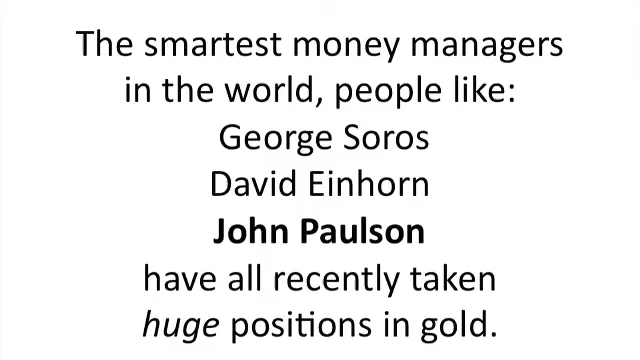 The smartest money managers
in the world, people like:
George Soros
David Einhorn
John Paulson
have all recently taken
huge positions in gold.